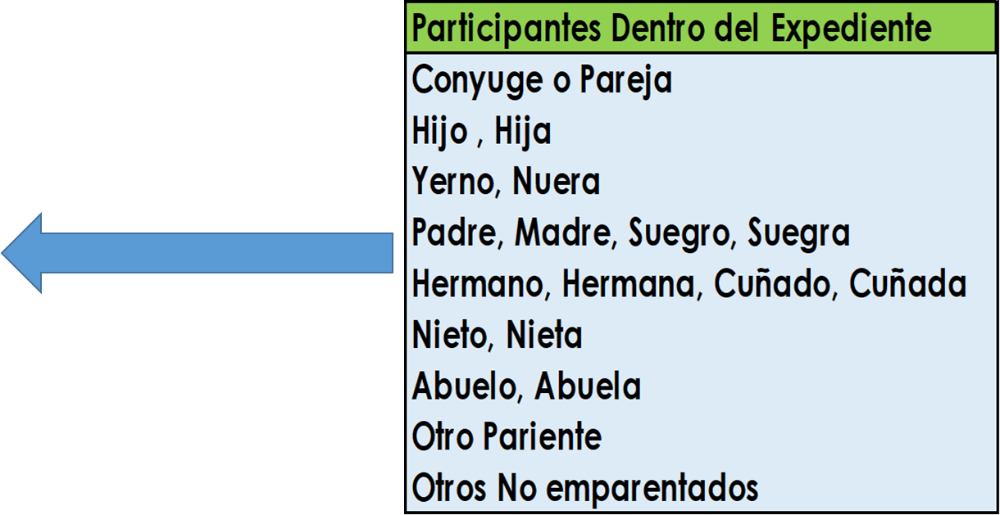 Participantes Dentro del Expediente
Conyuge o Pareja
Hijo , Hija
Yerno, Nuera
Padre, Madre, Suegro, Suegra
Hermano, Hermana, Cuñado, Cuñada
Nieto, Nieta
Abuelo, Abuela
Otro Pariente
Otros No emparentados